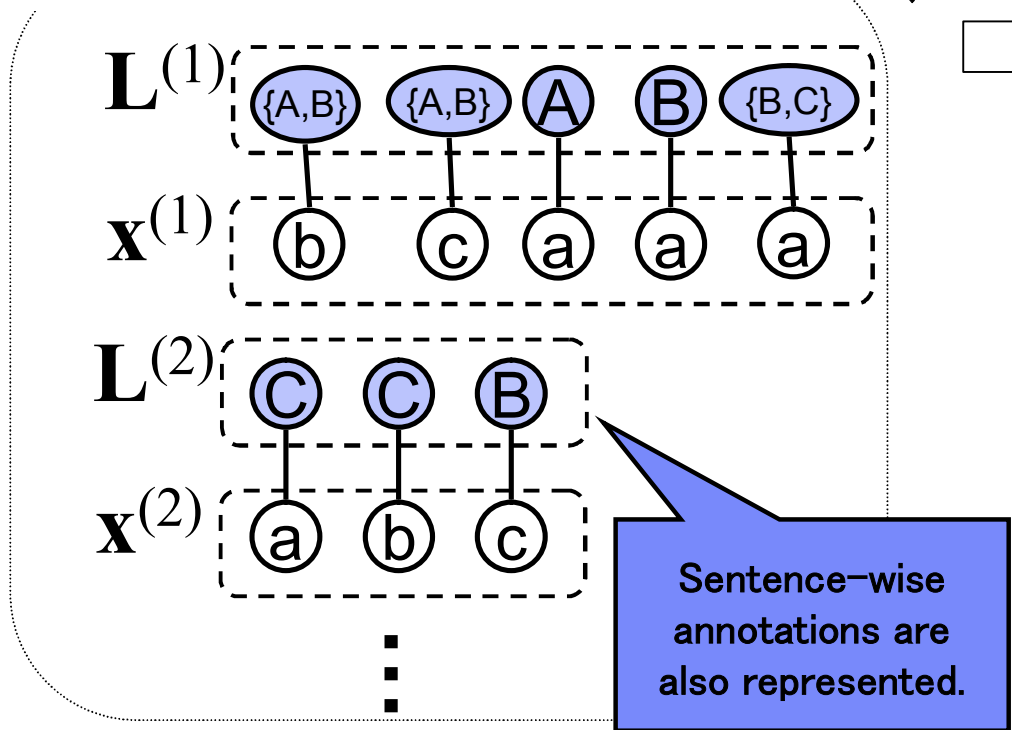 L(1) {A,B} {A,B} A B {B,C}
x(1) b c a a a
L(2) C C B
x(2) a b c
Sentence-wise
annotations are
also represented.